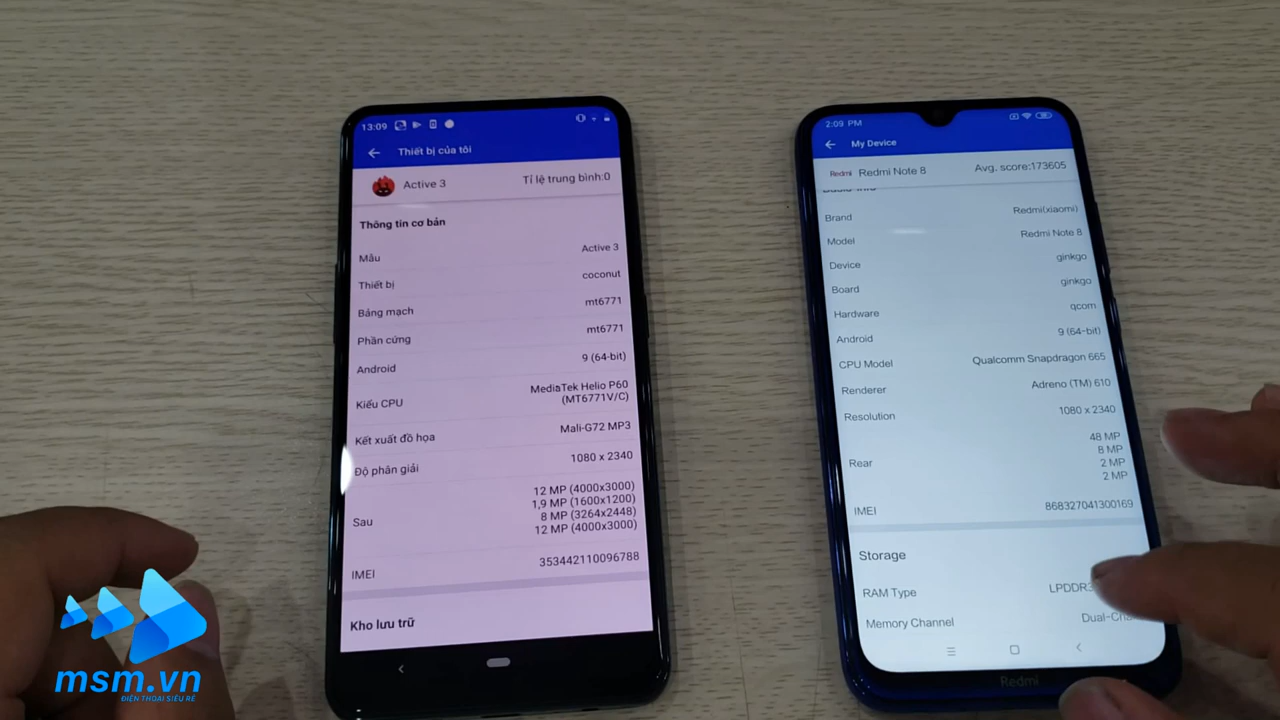 13:09
Thiết bị của tôi
Active 3
Tỉ lệ trung bình:0
Thông tin cơ bản
Mẫu
Active 3
Thiết bị
coconut
Bảng mạch
mt6771
Phần cứng
mt6771
Android
9 (64-bit)
Kiểu CPU
MediaTek Helio P60
(MT6771V/C)
Kết xuất đồ họa
Mali-G72 MP3
Độ phân giải
1080 x 2340
Sau
12 MP (4000x3000)
1,9 MP (1600x1200)
8 MP (3264x2448)
12 MP (4000x3000)
IMEI
353442110096788
Kho lưu trữ
2:09 PM
My Device
Redmi
Redmi Note 8
Avg. score:173605
Brand
Redmi(xiaomi)
Model
Redmi Note 8
Device
ginkgo
Board
ginkgo
Hardware
qcom
Android
9 (64-bit)
CPU Model
Qualcomm Snapdragon 665
Renderer
Adreno (TM) 610
Resolution
1080 x 2340
Rear
48 MP
8 MP
2 MP
2 MP
IMEI
868327041300169
Storage
RAM Type
Memory Channel
Redmi
msm.vn
ĐIỆN THOẠI SIÊU RẺ